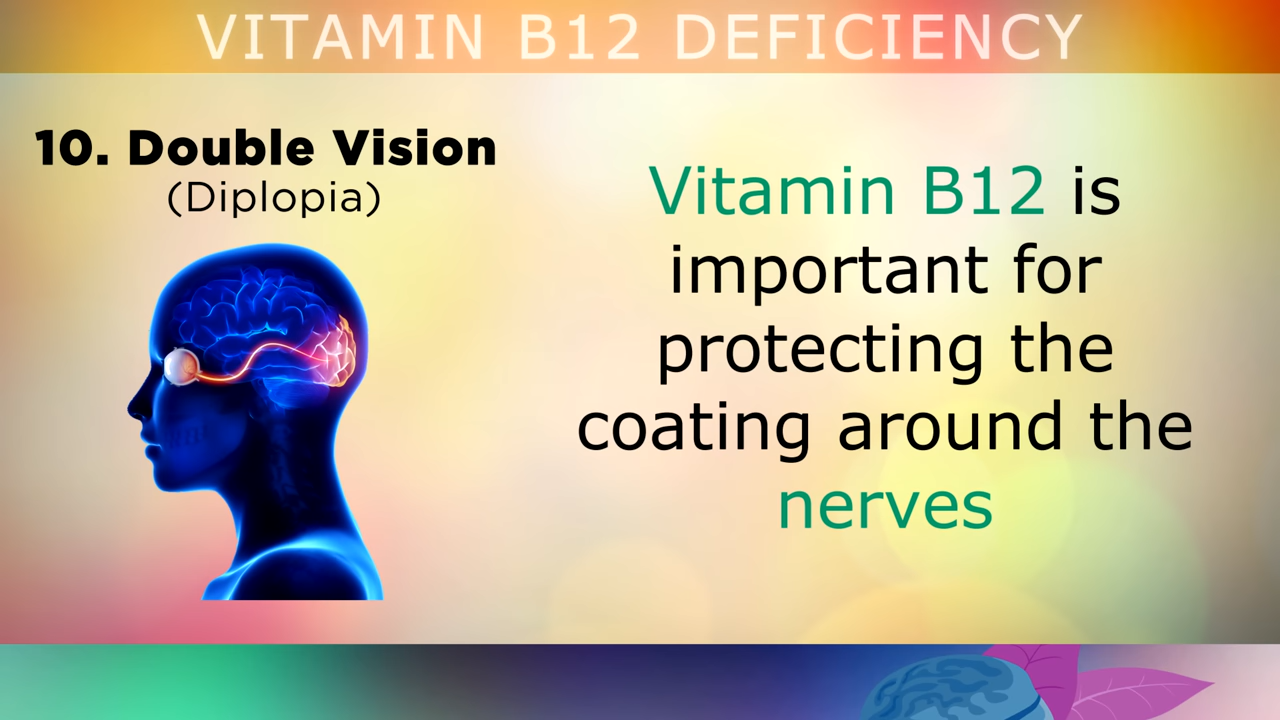 VITAMIN B12 DEFICIENCY
10. Double Vision
(Diplopia)
Vitamin B12 is
important for
protecting the
coating around the
nerves